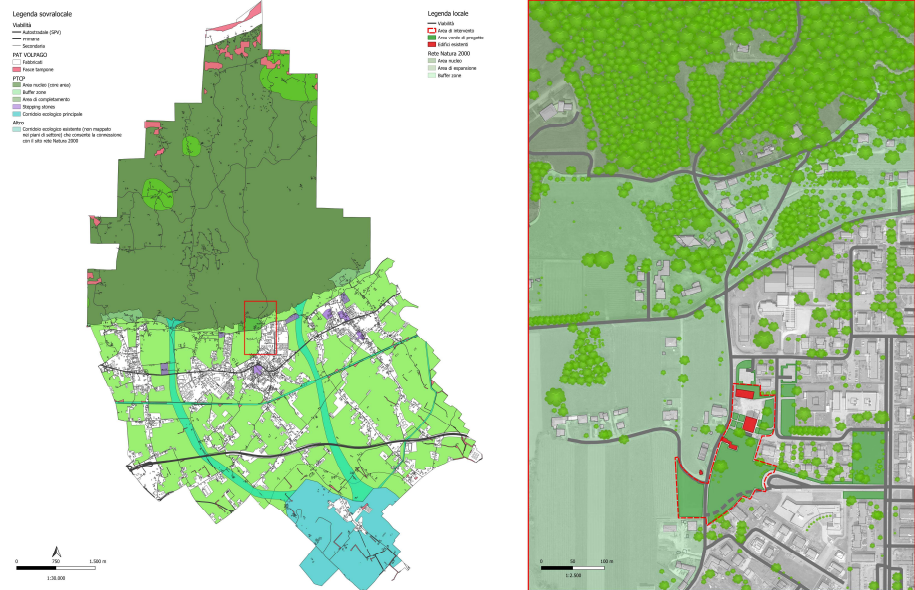 Legenda sovralocale
Viabilità
Autostradale (SPV)
Primaria
Secondaria
PAT VOLPAGO
Fabbricati
Fasce tampone
PTCP
Area nucleo (core area)
Buffer zone
Area di completamento
Stepping stones
Corridoio ecologico principale
Altro
Corridoio ecologico esistente (non mappato
nei piani di settore) che consente la connessione
con il sito rete Natura 2000
0 750 1.500 m
1:30.000
Legenda locale
Viabilità
Area di intervento
Area verde di progetto
Edifici esistenti
Rete Natura 2000
Area nucleo
Area di espansione
Buffer zone
0 50 100 m
1:2.500